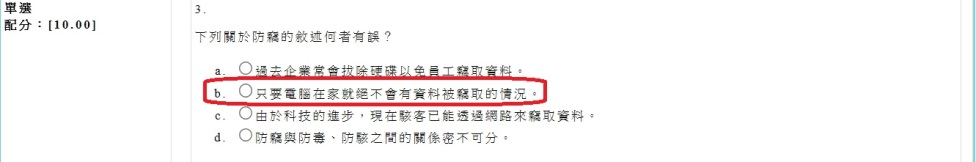 單選
配分：[10.00]
3.
下列關於防竊的敘述何者有誤？
a. 過去企業常會拔除硬碟以免員工竊取資料。
b. 只要電腦在家就絕不會有資料被竊取的情況。
c. 由於科技的進步，現在駭客已能透過網路來竊取資料。
d. 防竊與防毒、防駭之間的關係密不可分。